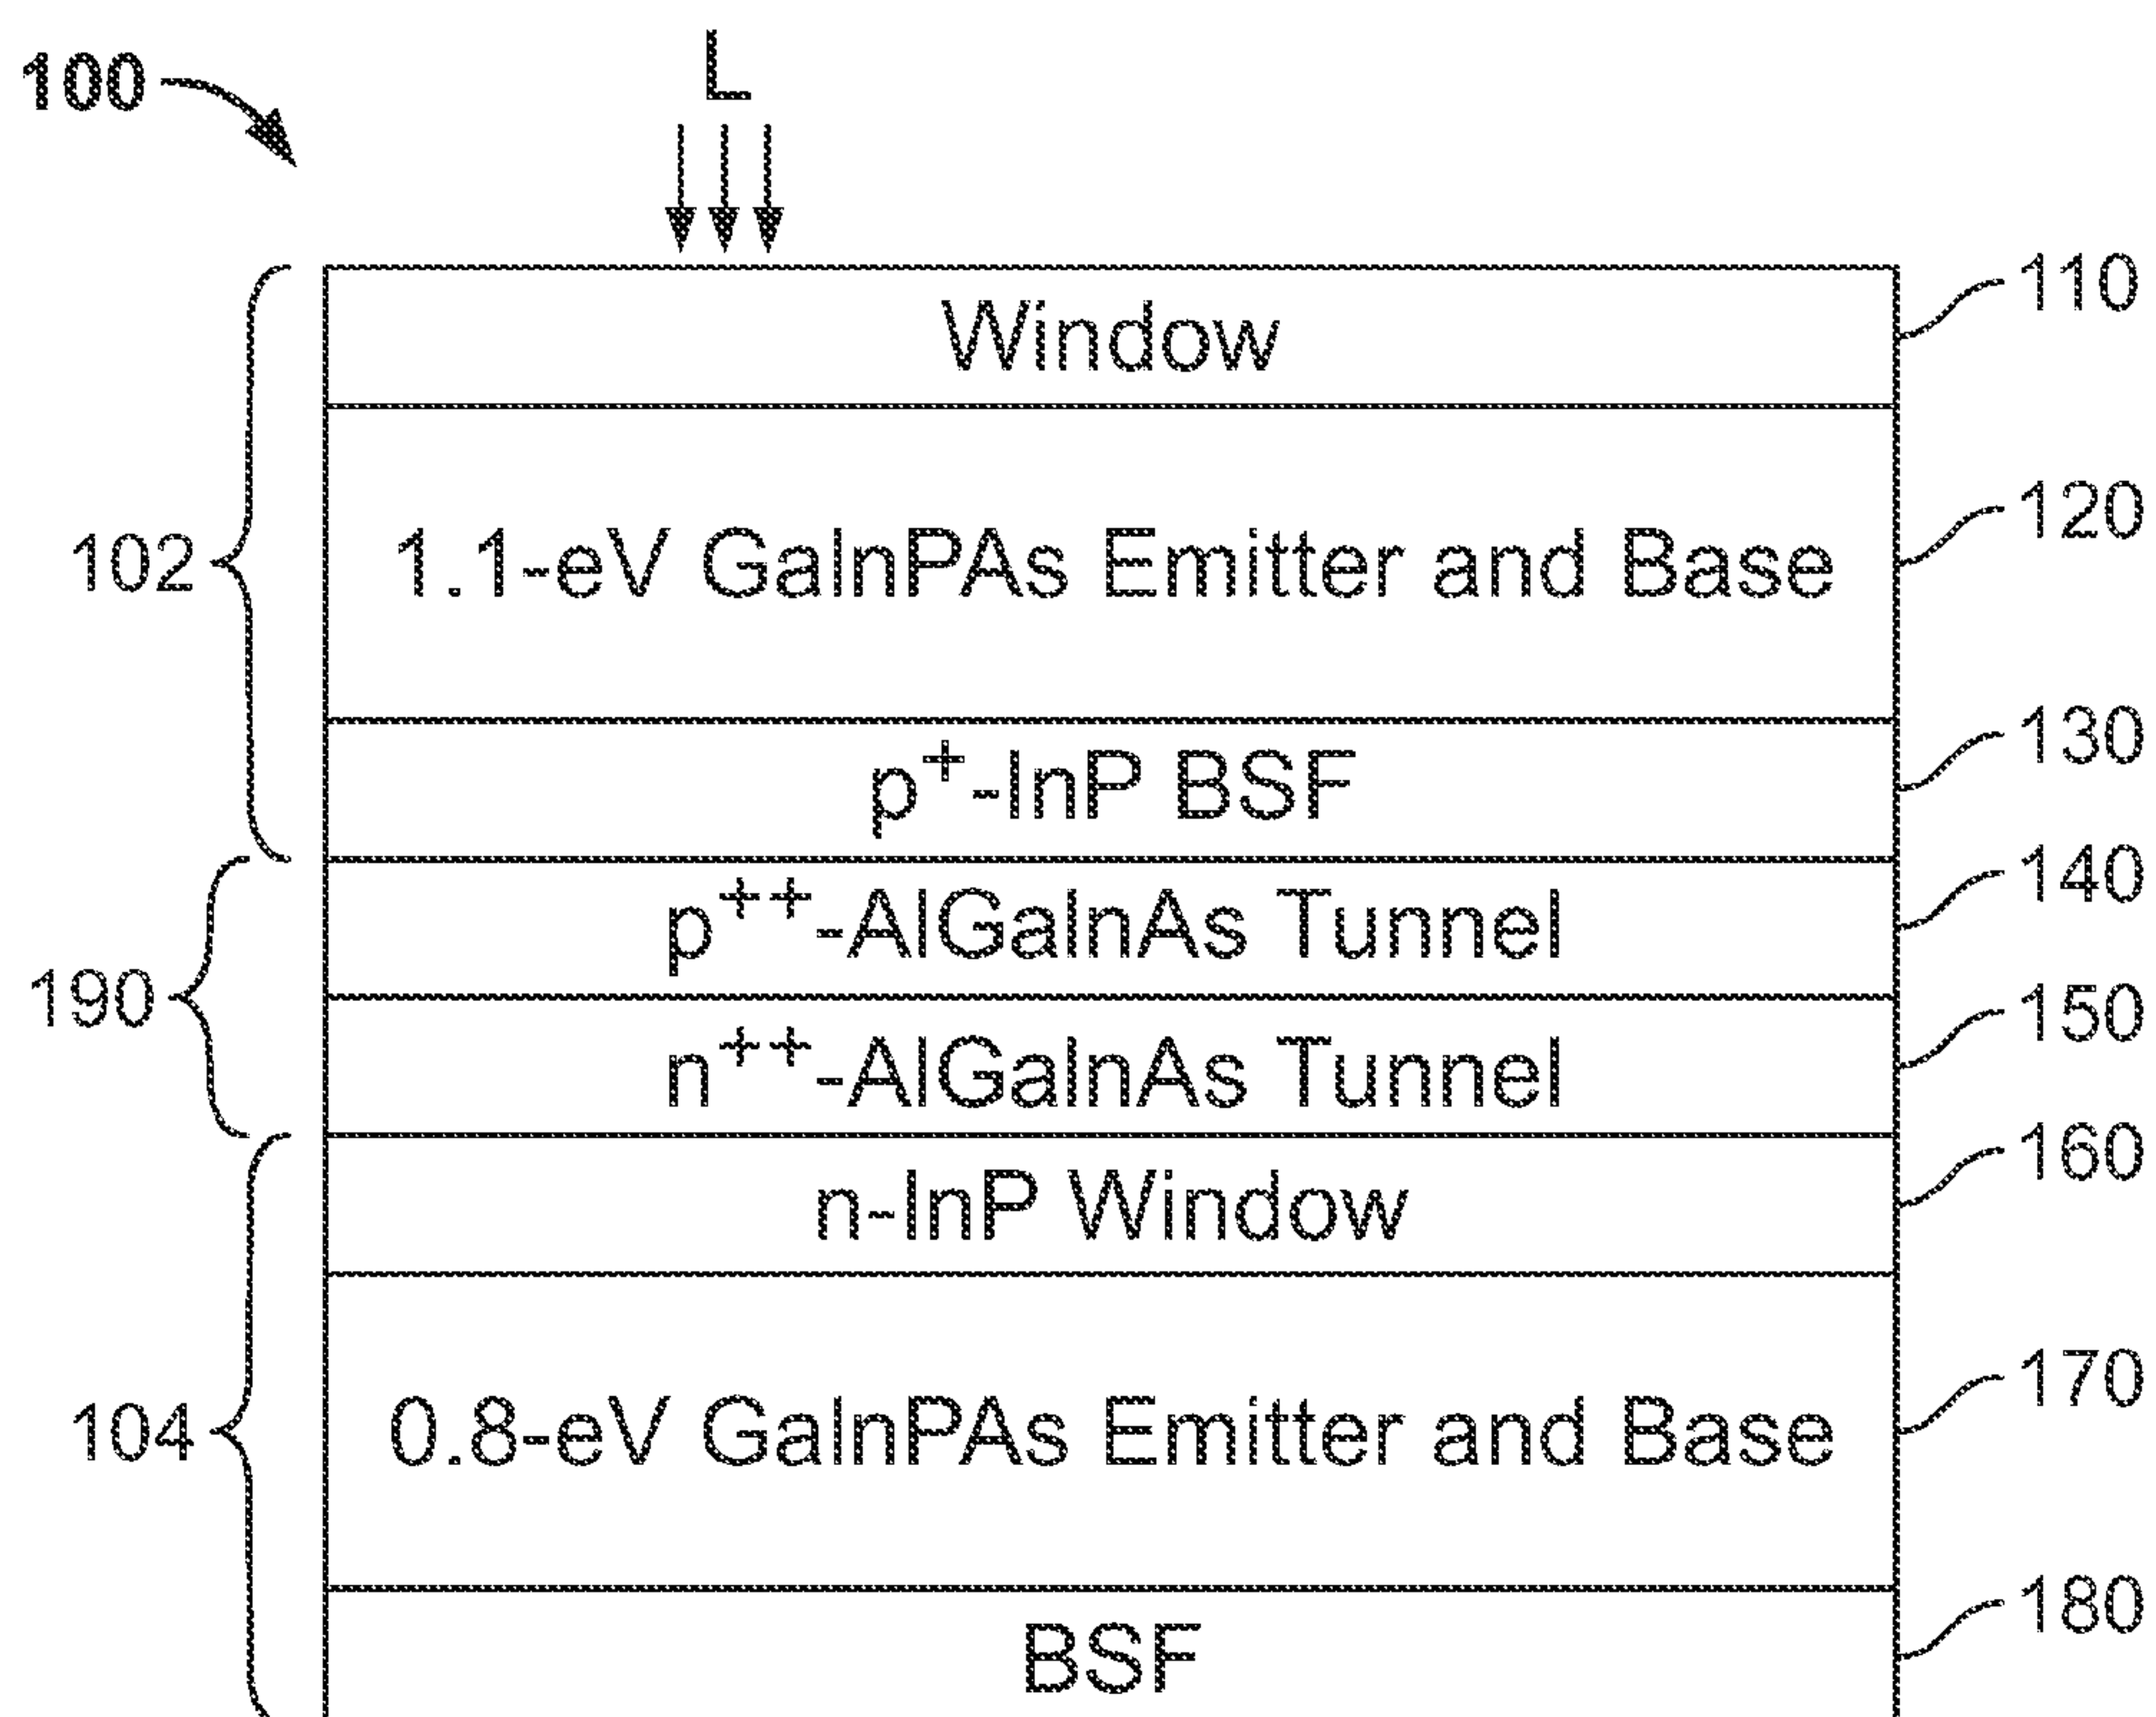 100
L
Window
110
102
1.1-eV GaInPAs Emitter and Base
120
p⁺-InP BSF
130
p⁺⁺-AlGaInAs Tunnel
140
190
n⁺⁺-AlGaInAs Tunnel
150
n-InP Window
160
104
0.8-eV GaInPAs Emitter and Base
170
BSF
180